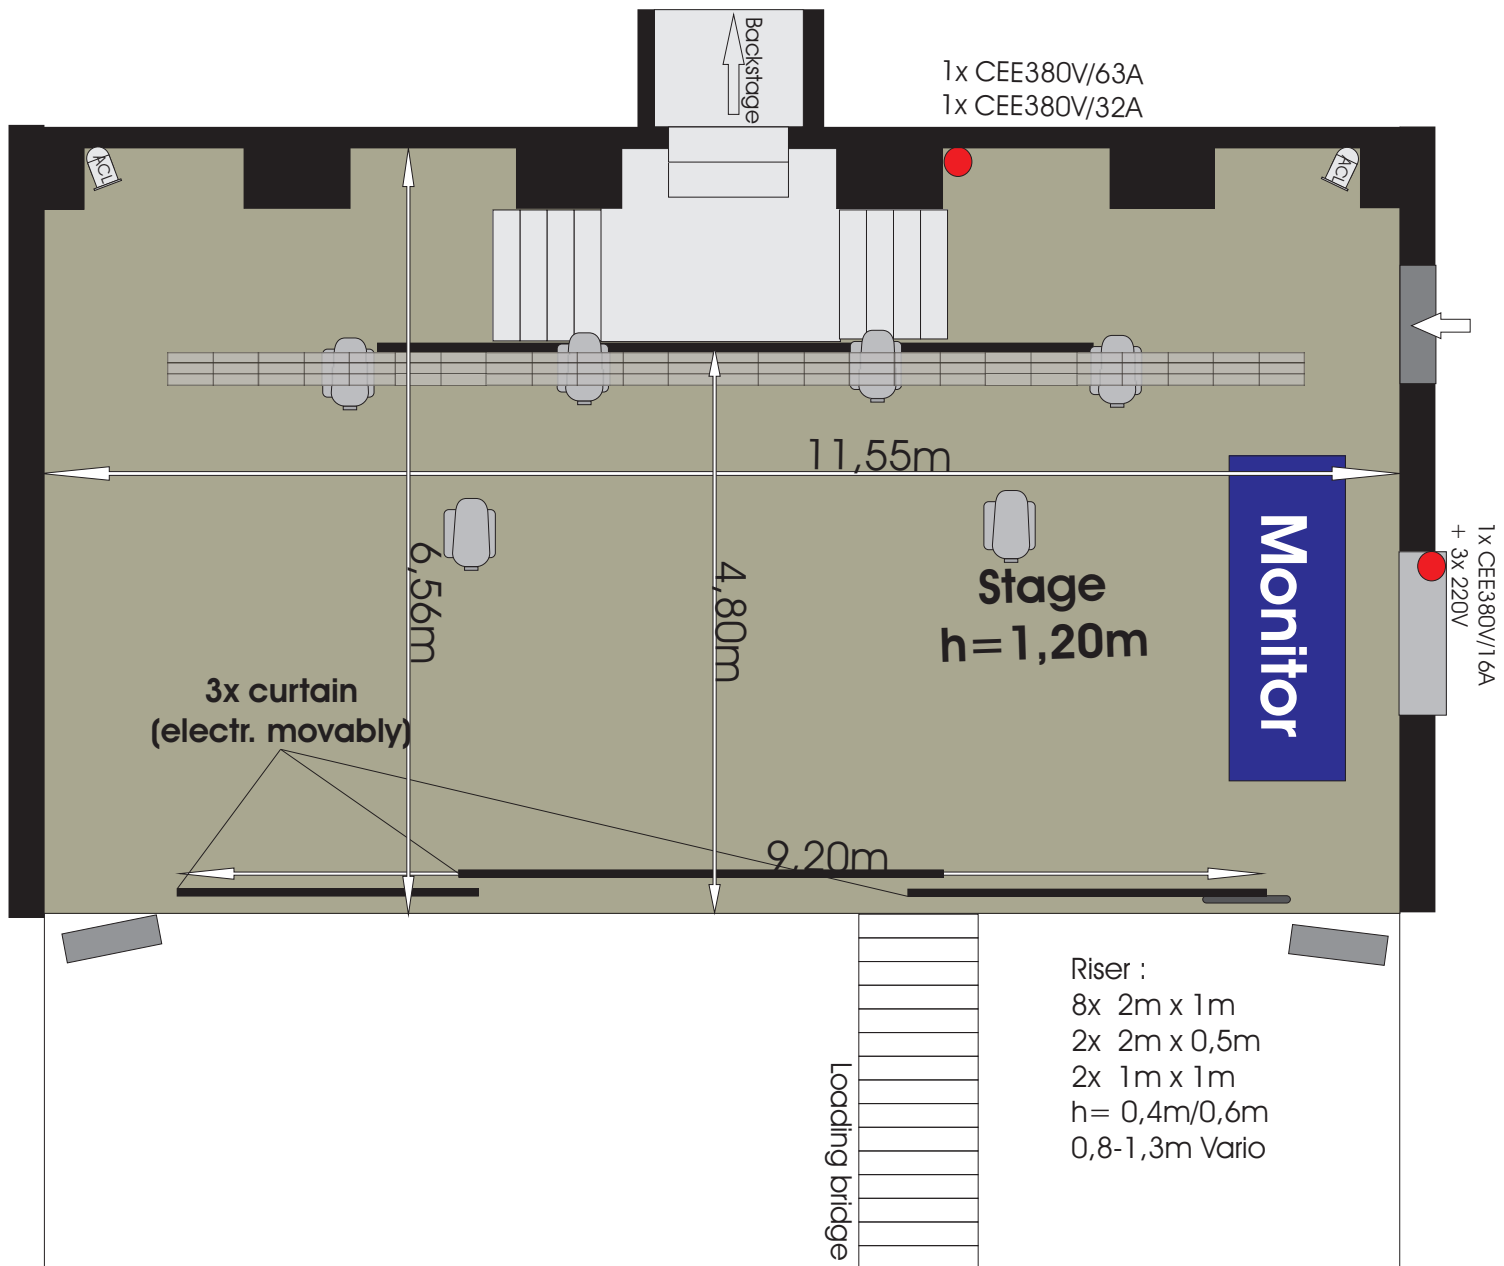 Backstage
1x CEE380V/63A
1x CEE380V/32A
ACL
ACL
11,55m
6,56m
4,80m
Stage
h=1,20m
Monitor
1x CEE380V/16A
+ 3x 220V
3x curtain
(electr. movably)
9,20m
Riser :
8x 2m x 1m
2x 2m x 0,5m
2x 1m x 1m
h= 0,4m/0,6m
0,8-1,3m Vario
Loading bridge